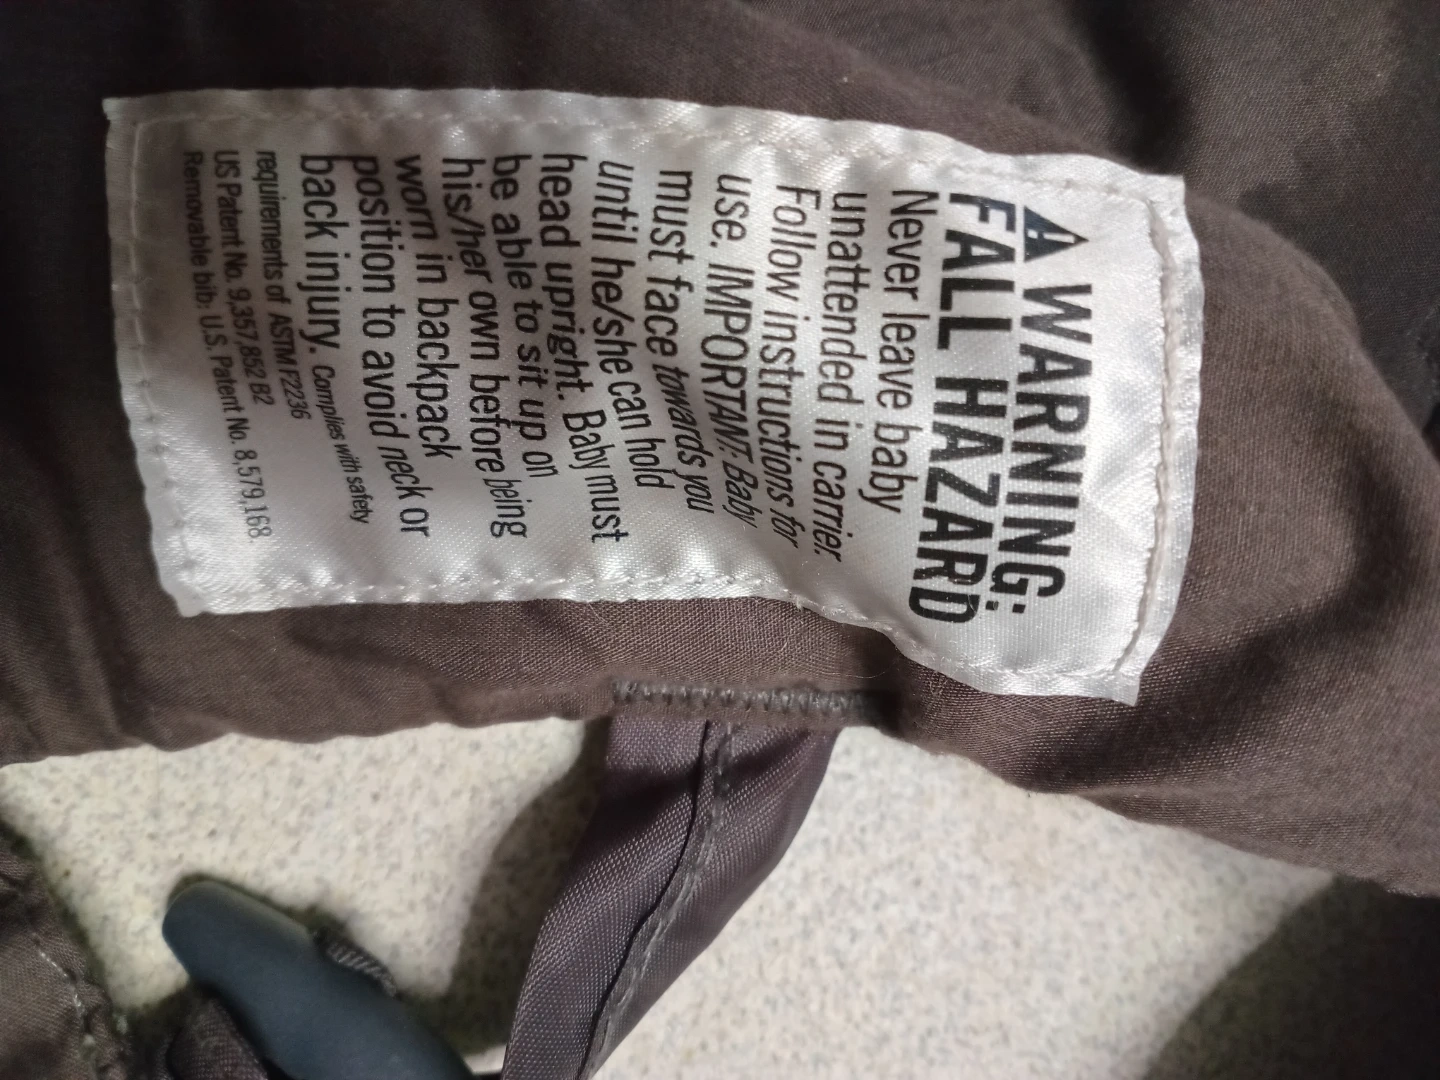 WARNING:
FALL HAZARD
Never leave baby
unattended in carrier.
Follow instructions for
use. IMPORTANT: Baby
must face towards you
until he/she can hold
head upright. Baby must
be able to sit up on
his/her own before being
worn in backpack
position to avoid neck or
back injury. Complies with safety
requirements of ASTM F2236
US Patent No. 9,357,852 B2
Removable bib: U.S. Patent No. 8,579,168.